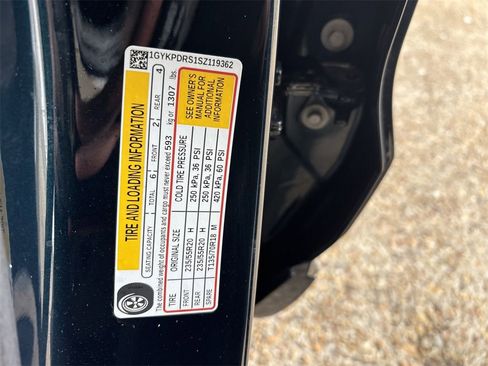 1GYKPDRS1SZ119362
TIRE AND LOADING INFORMATION
SEATING CAPACITY | TOTAL 6 | FRONT 2 | REAR 4
The combined weight of occupants and cargo must never exceed 593 kg or 1307 lbs.
TIRE ORIGINAL SIZE COLD TIRE PRESSURE
FRONT 235/55R20 H 250 kPa, 36 PSI
REAR 235/55R20 H 250 kPa, 36 PSI
SPARE T135/70R18 M 420 kPa, 60 PSI
SEE OWNER'S
MANUAL FOR
ADDITIONAL
INFORMATION